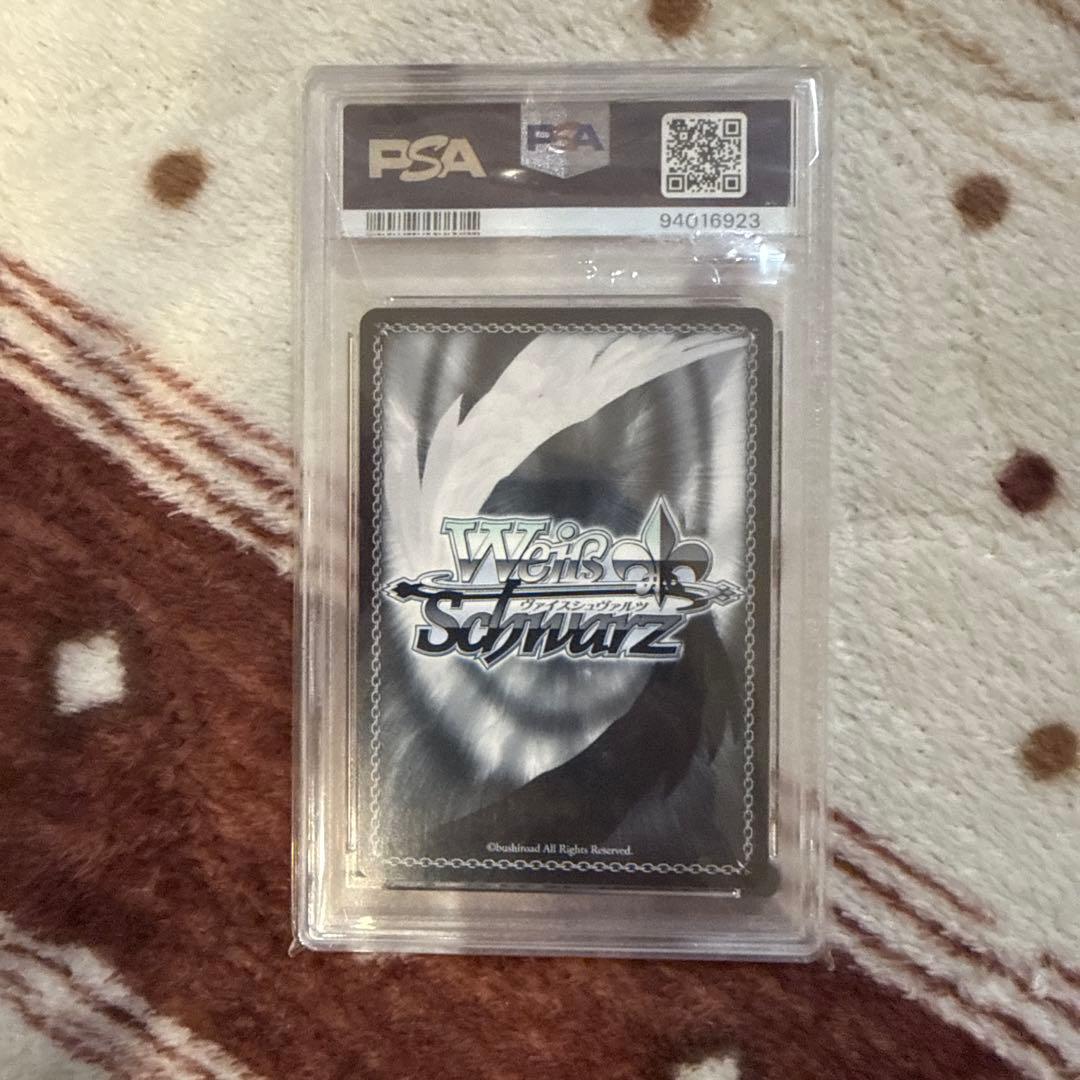 PSA
PSA
94016923
Weiß
ヴァイスシュヴァルツ
Schwarz
©bushiroad All Rights Reserved.